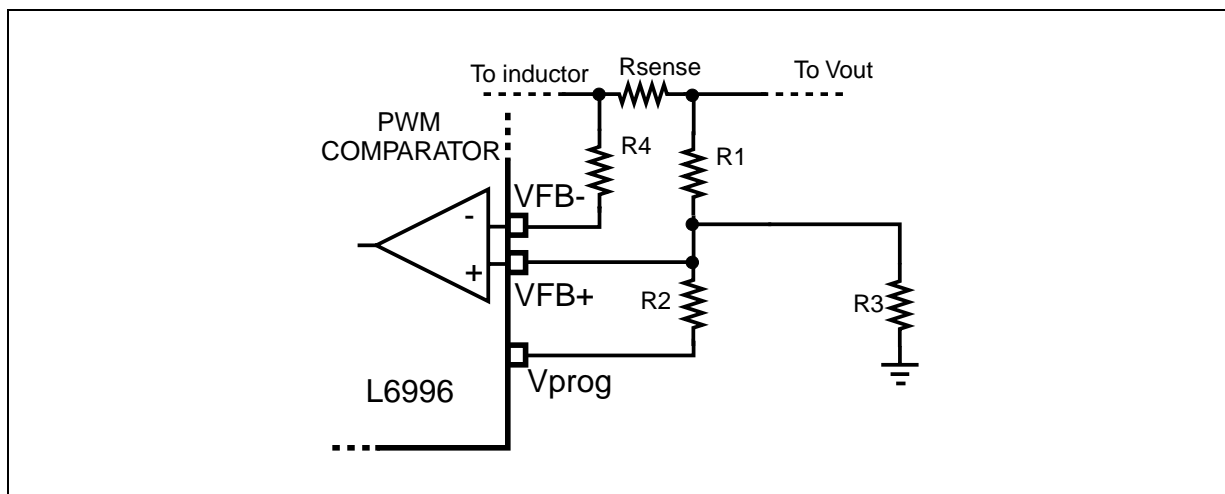 To inductor
Rsense
To Vout
PWM
COMPARATOR
R4
R1
VFB-
-
+
VFB+
R2
R3
Vprog
L6996